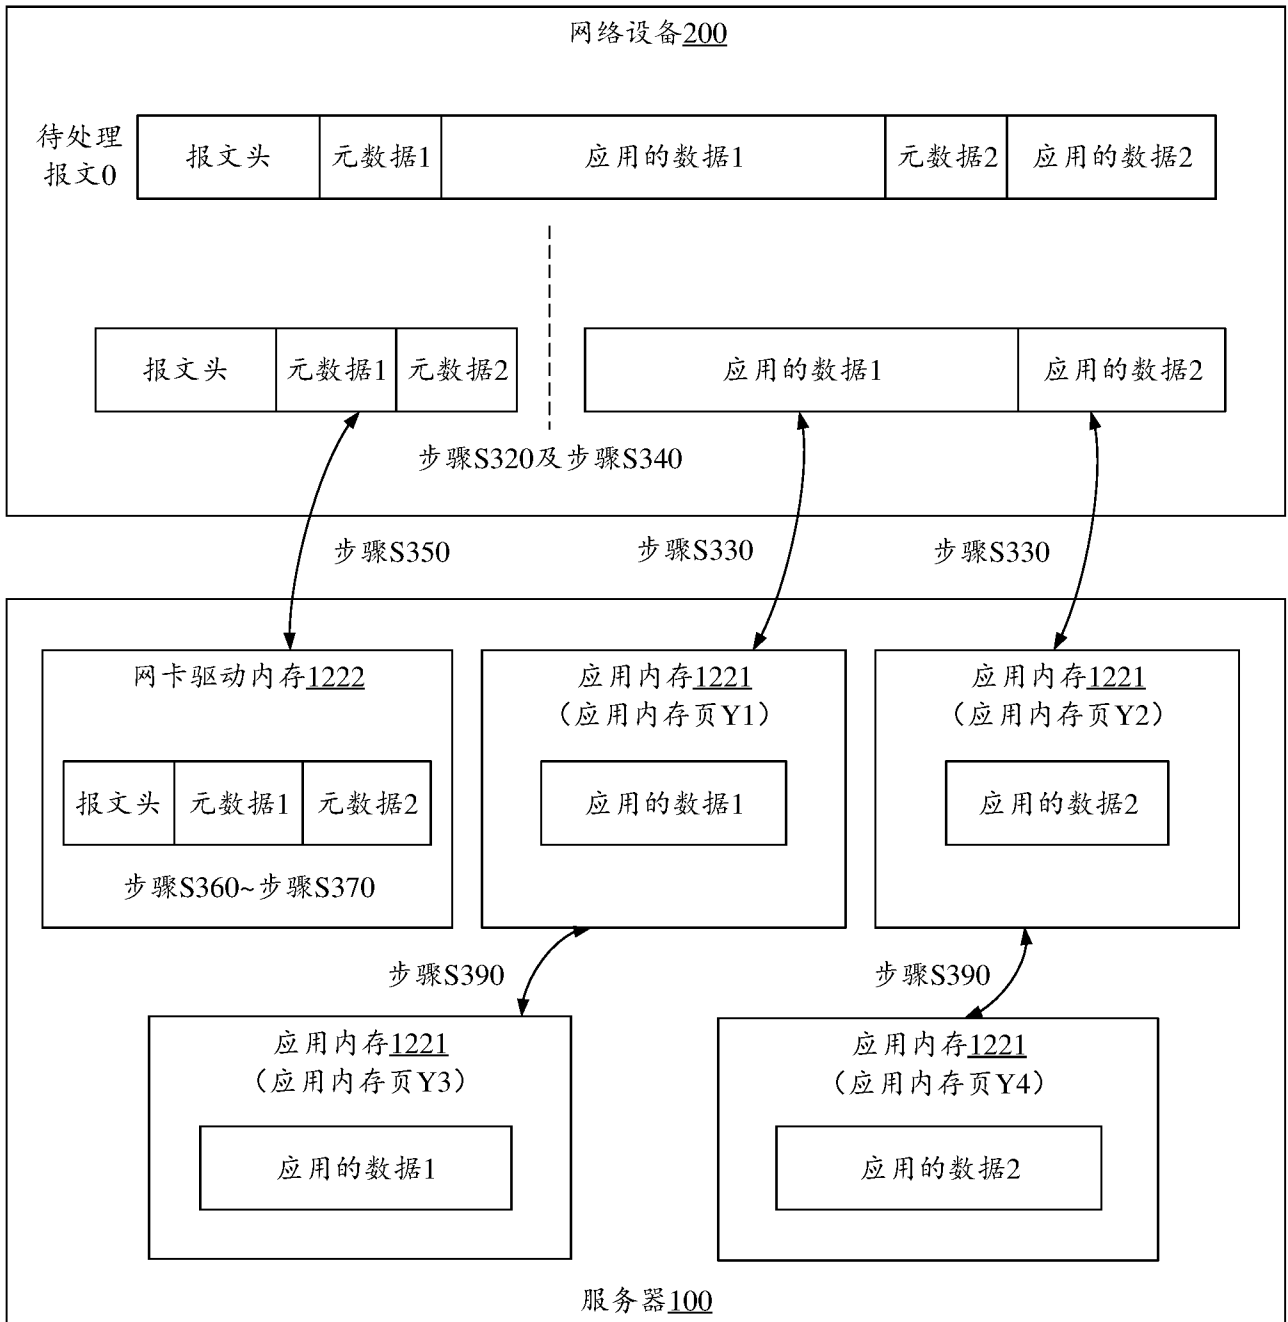 网络设备200
待处理
报文0
报文头 元数据1 应用的数据1 元数据2 应用的数据2
报文头 元数据1 元数据2 应用的数据1 应用的数据2
步骤S320及步骤S340
步骤S350 步骤S330 步骤S330
网卡驱动内存1222
报文头 元数据1 元数据2
步骤S360~步骤S370
应用内存1221
（应用内存页Y1）
应用的数据1
应用内存1221
（应用内存页Y2）
应用的数据2
步骤S390 步骤S390
应用内存1221
（应用内存页Y3）
应用的数据1
应用内存1221
（应用内存页Y4）
应用的数据2
服务器100